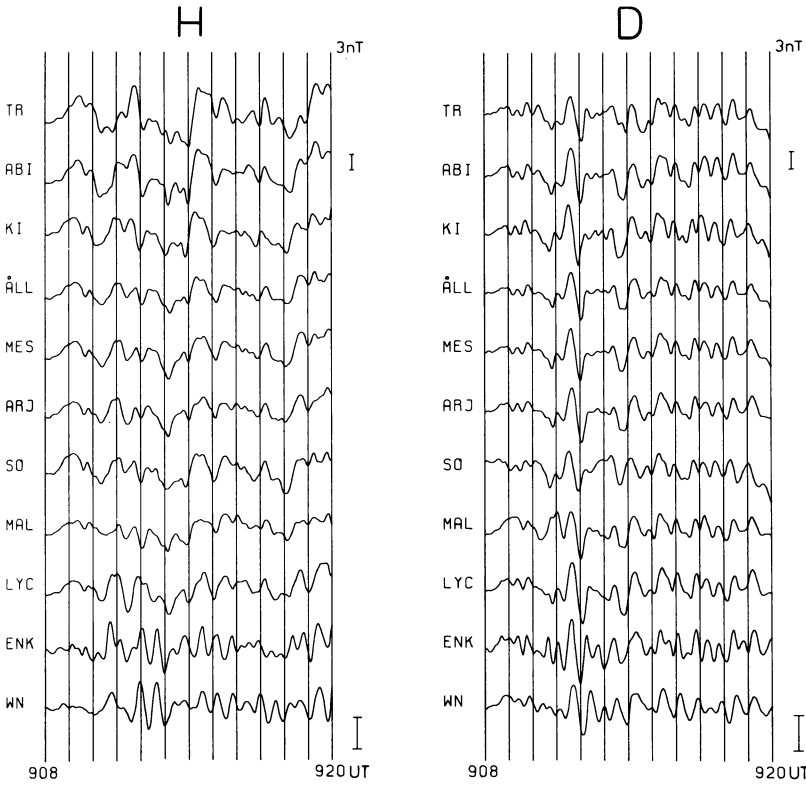 H
D
3nT
3nT
TR
TR
ABI
ABI
KI
KI
ÅLL
ÅLL
MES
MES
ARJ
ARJ
SO
SO
MAL
MAL
LYC
LYC
ENK
ENK
WN
WN
908
920 UT
908
920 UT